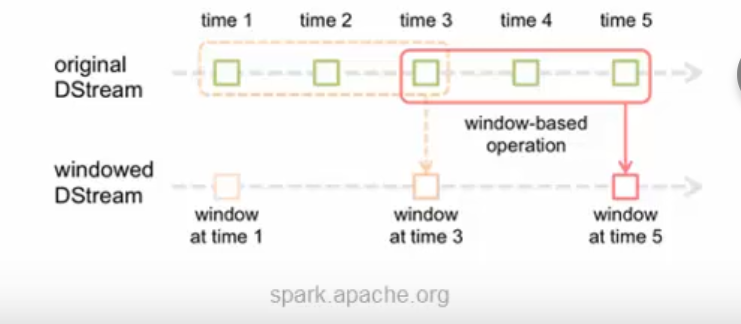 time 1 time 2 time 3 time 4 time 5
original
DStream
window-based
operation
windowed
DStream
window
at time 1
window
at time 3
window
at time 5
spark.apache.org